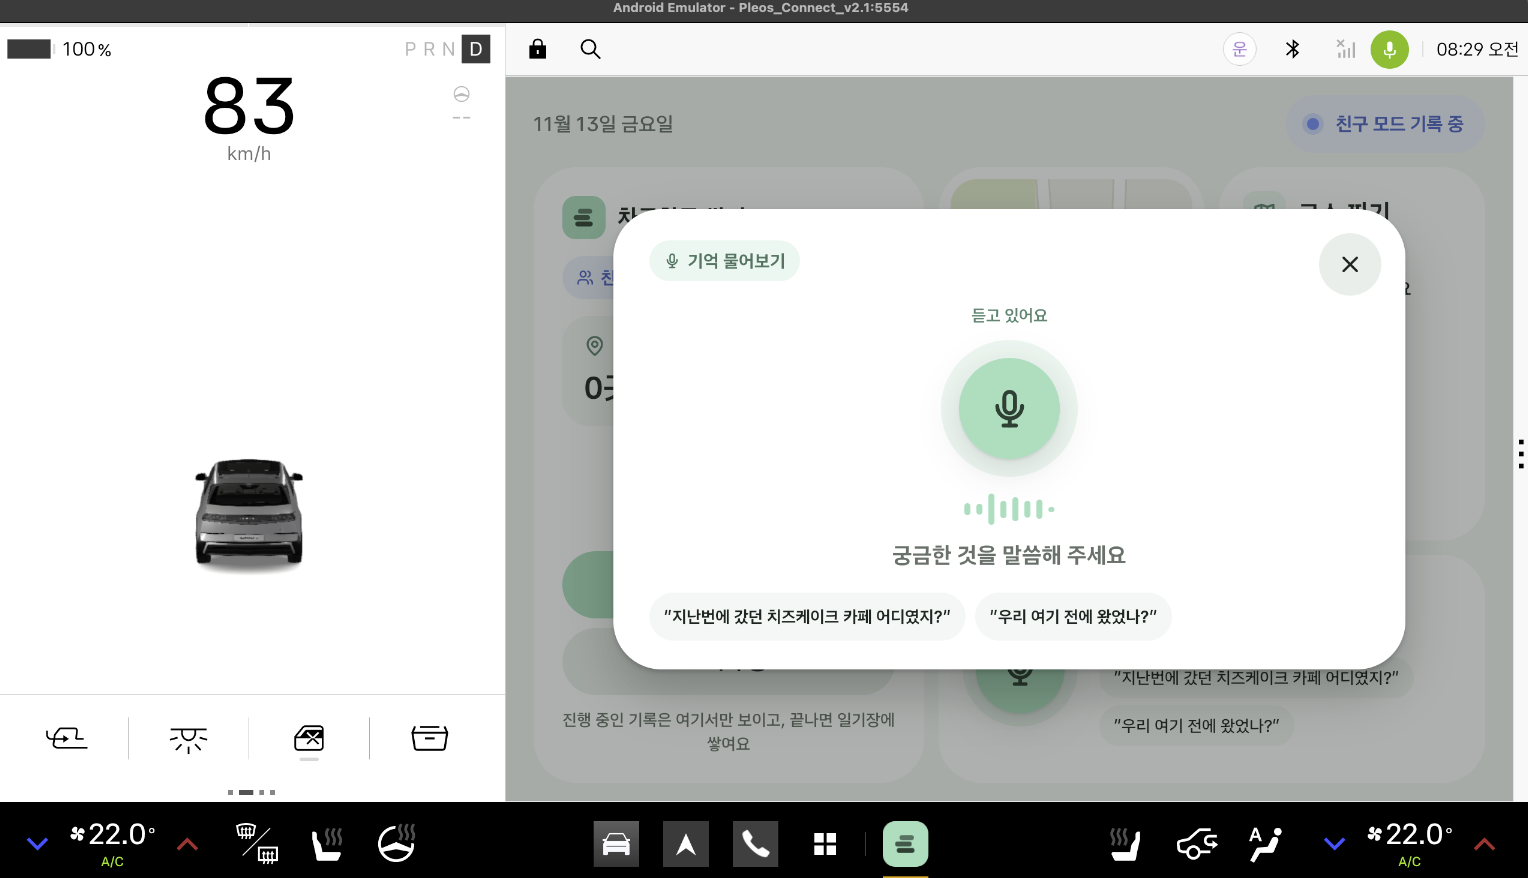 Android Emulator - Pleos_Connect_v2.1:5554
100%
P R N D
83
km/h
--
운
08:29 오전
11월 13일 금요일
친구 모드 기록 중
기억 물어보기
듣고 있어요
궁금한 것을 말씀해 주세요
"지난번에 갔던 치즈케이크 카페 어디였지?"
"우리 여기 전에 왔었나?"
"지난번에 갔던 치즈케이크 카페 어디였지?"
"우리 여기 전에 왔었나?"
진행 중인 기록은 여기서만 보이고, 끝나면 일기장에
쌓여요
22.0°
A/C
A
22.0°
A/C